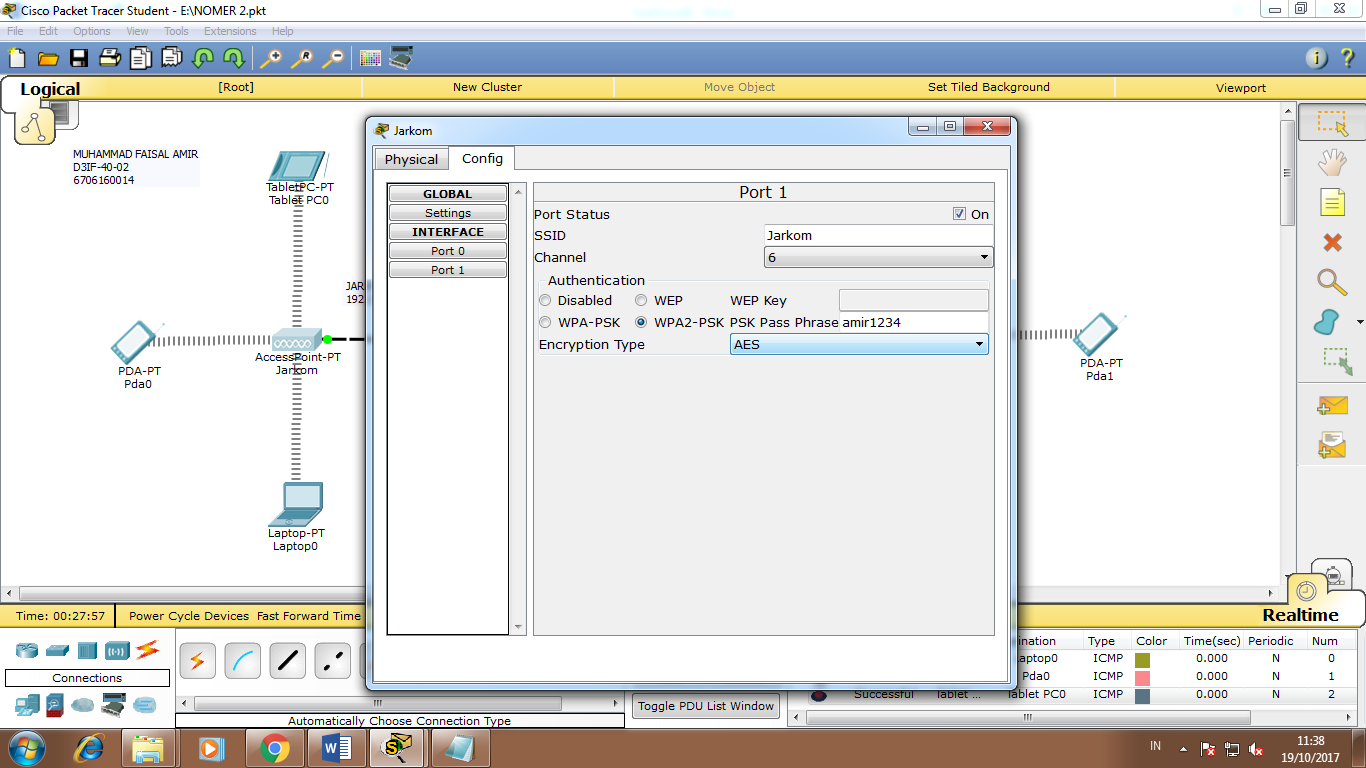 Cisco Packet Tracer Student - E:\NOMER 2.pkt
File Edit Options View Tools Extensions Help
Logical
[Root]
New Cluster
Move Object
Set Tiled Background
Viewport
MUHAMMAD FAISAL AMIR
D3IF-40-02
6706160014
TabletPC-PT
Tablet PC0
JAR
192
PDA-PT
Pda0
AccessPoint-PT
Jarkom
Laptop-PT
Laptop0
PDA-PT
Pda1
Jarkom
Physical
Config
GLOBAL
Settings
INTERFACE
Port 0
Port 1
Port 1
Port Status
On
SSID
Jarkom
Channel
6
Authentication
Disabled
WEP
WEP Key
WPA-PSK
WPA2-PSK
PSK Pass Phrase
amir1234
Encryption Type
AES
Time: 00:27:57
Power Cycle Devices Fast Forward Time
Realtime
Connections
Automatically Choose Connection Type
Toggle PDU List Window
ination Type Color Time(sec) Periodic Num
aptop0 ICMP 0.000 N 0
Pda0 ICMP 0.000 N 1
Successful Tablet ... Tablet PC0 ICMP 0.000 N 2
IN
11:38
19/10/2017